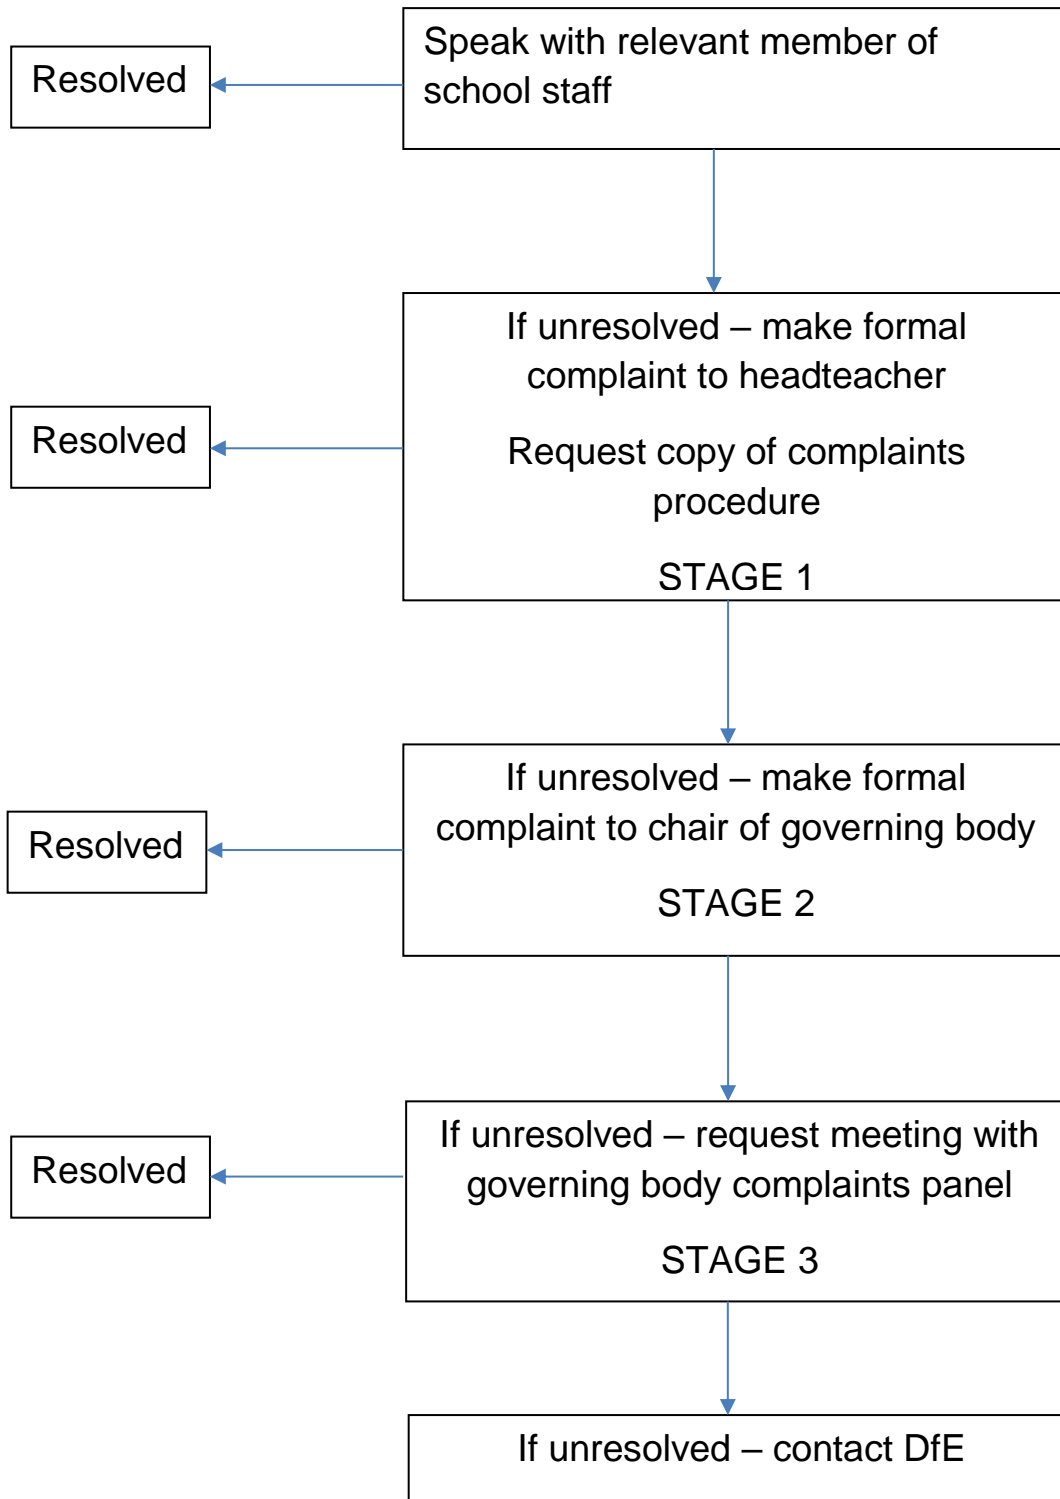 Speak with relevant member of
school staff
Resolved
If unresolved – make formal
complaint to headteacher
Request copy of complaints
procedure
STAGE 1
Resolved
If unresolved – make formal
complaint to chair of governing body
STAGE 2
Resolved
If unresolved – request meeting with
governing body complaints panel
STAGE 3
Resolved
If unresolved – contact DfE